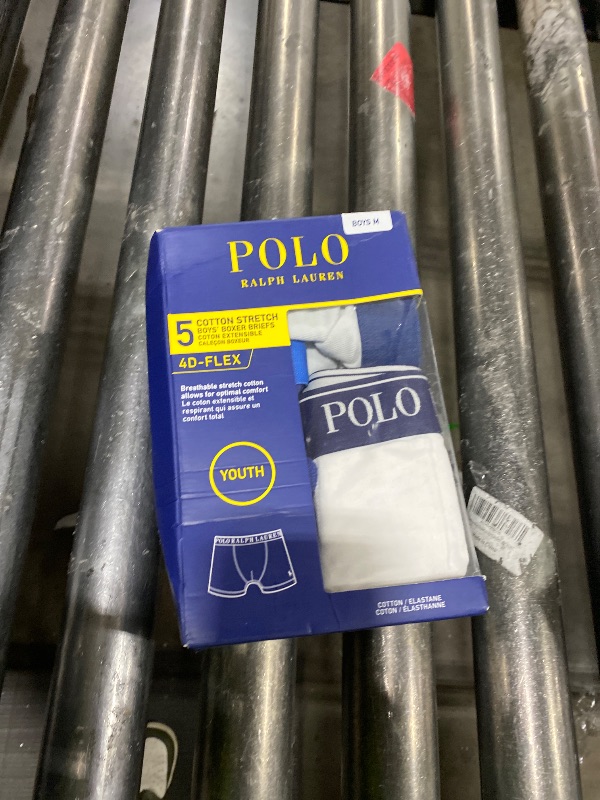 BOYS M
POLO
RALPH LAUREN
5
COTTON STRETCH
BOYS' BOXER BRIEFS
COTON EXTENSIBLE
CALEÇON BOXEUR
4D-FLEX
Breathable stretch cotton
allows for optimal comfort
Le coton extensible et
respirant qui assure un
confort total
POLO
YOUTH
POLO RALPH LAUREN
COTTON / ELASTANE
COTON / ÉLASTHANNE